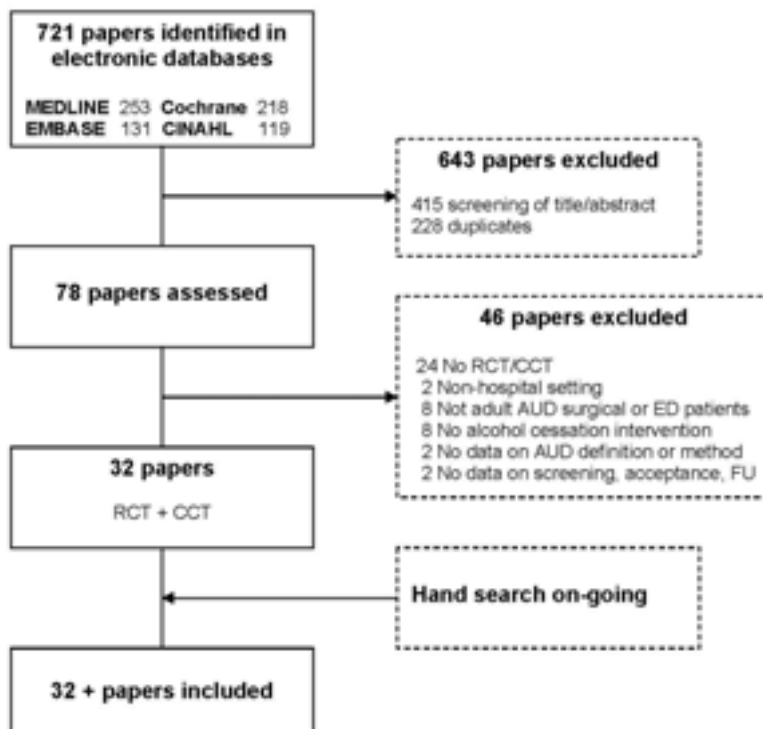 721 papers identified in
electronic databases
MEDLINE 253 Cochrane 218
EMBASE 131 CINAHL 119
643 papers excluded
415 screening of title/abstract
228 duplicates
78 papers assessed
46 papers excluded
24 No RCT/CCT
2 Non-hospital setting
8 Not adult AUD surgical or ED patients
8 No alcohol cessation intervention
2 No data on AUD definition or method
2 No data on screening, acceptance, FU
32 papers
RCT + CCT
Hand search on-going
32 + papers included